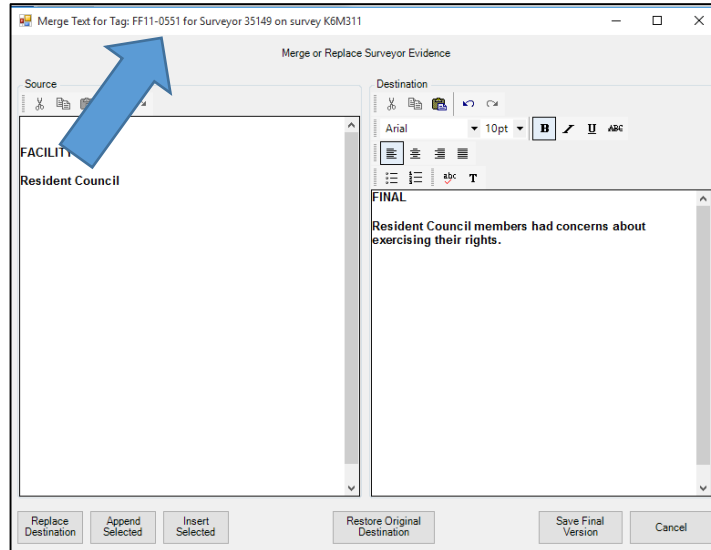 Merge Text for Tag: FF11-0551 for Surveyor 35149 on survey K6M311
Merge or Replace Surveyor Evidence
Source
Destination
Arial
10pt
B I U ABC
abc T
FACILITY
Resident Council
FINAL
Resident Council members had concerns about
exercising their rights.
Replace
Destination
Append
Selected
Insert
Selected
Restore Original
Destination
Save Final
Version
Cancel